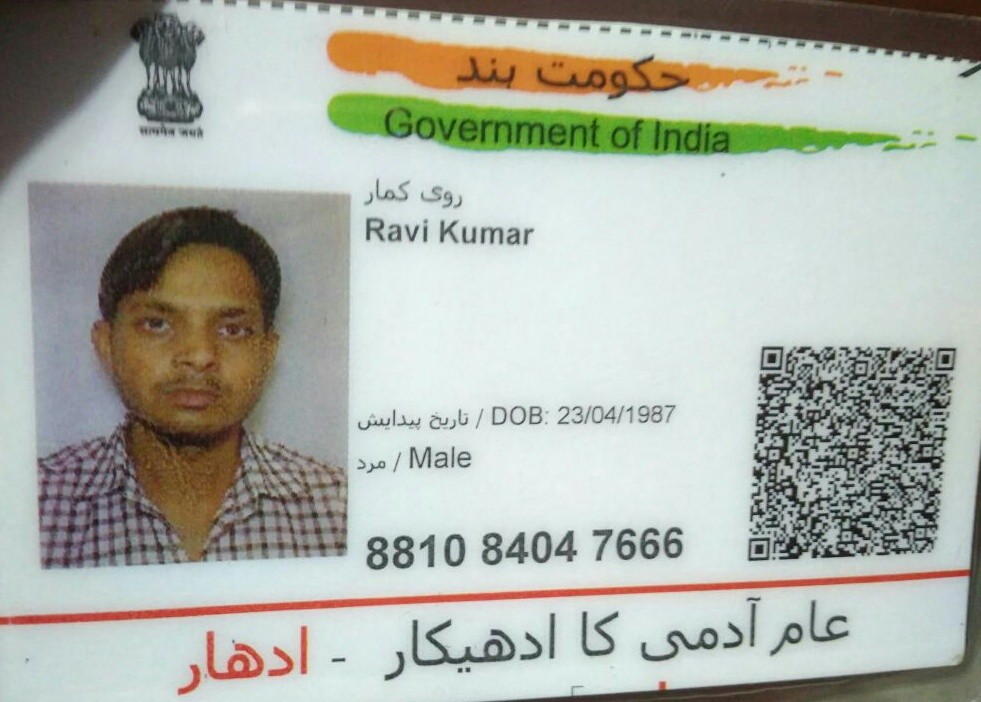 सत्यमेव जयते
حکومت ہند
Government of India
روی کمار
Ravi Kumar
تاریخ پیدایش / DOB: 23/04/1987
مرد / Male
8810 8404 7666
عام آدمی کا ادھیکار - ادھار